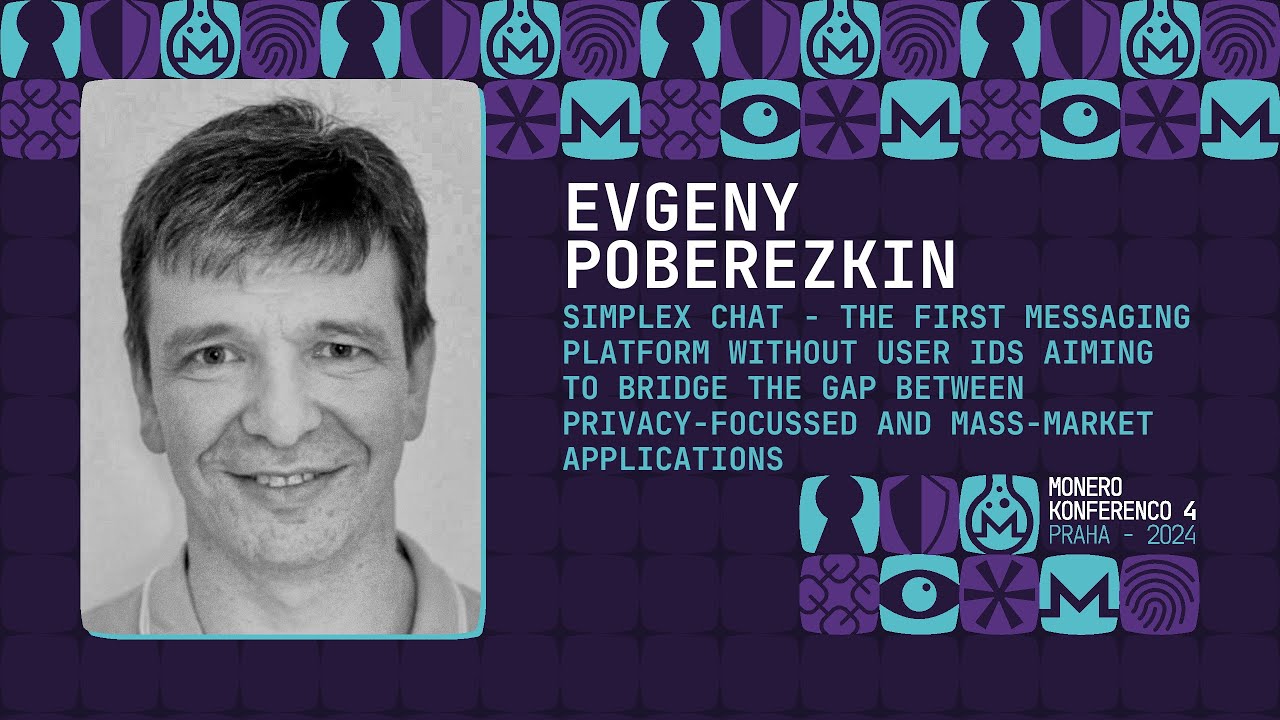 EVGENY
POBEREZKIN
SIMPLEX CHAT - THE FIRST MESSAGING
PLATFORM WITHOUT USER IDS AIMING
TO BRIDGE THE GAP BETWEEN
PRIVACY-FOCUSSED AND MASS-MARKET
APPLICATIONS
MONERO
KONFERENCO 4
PRAHA - 2024